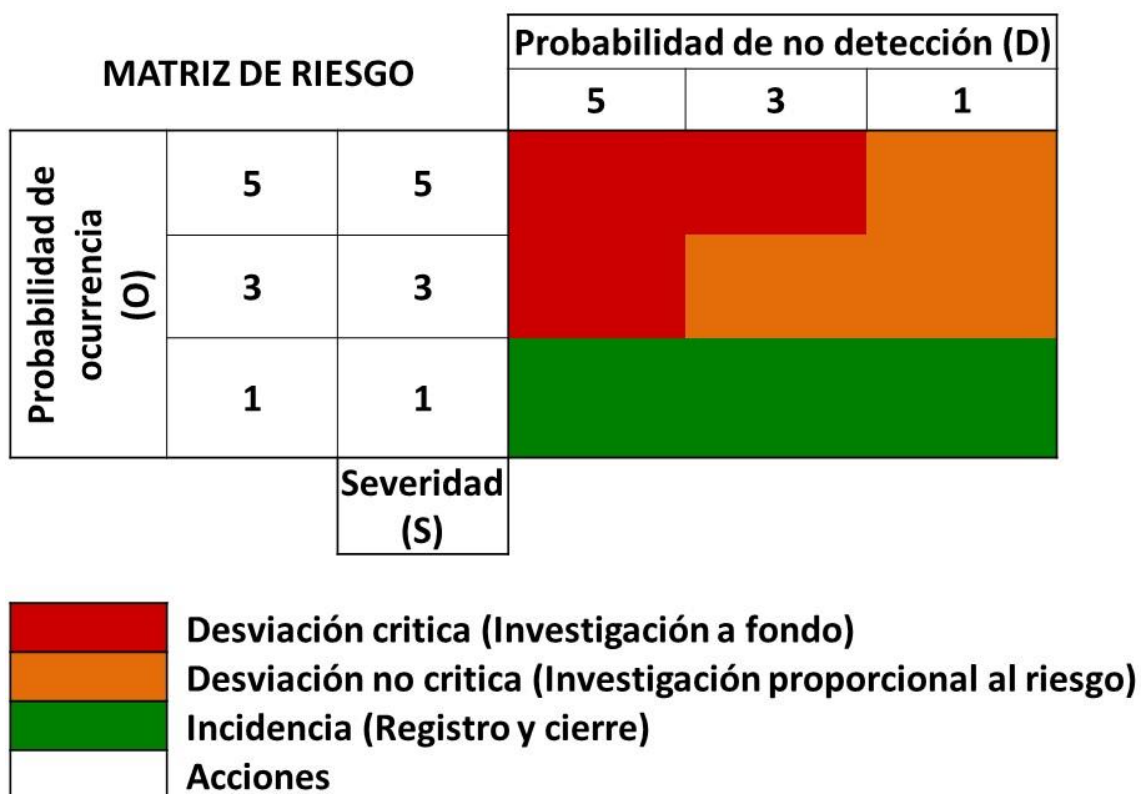 MATRIZ DE RIESGO
Probabilidad de no detección (D)
5 3 1
Probabilidad de
ocurrencia
(O)
5 5
3 3
1 1
Severidad
(S)
Desviación critica (Investigación a fondo)
Desviación no critica (Investigación proporcional al riesgo)
Incidencia (Registro y cierre)
Acciones